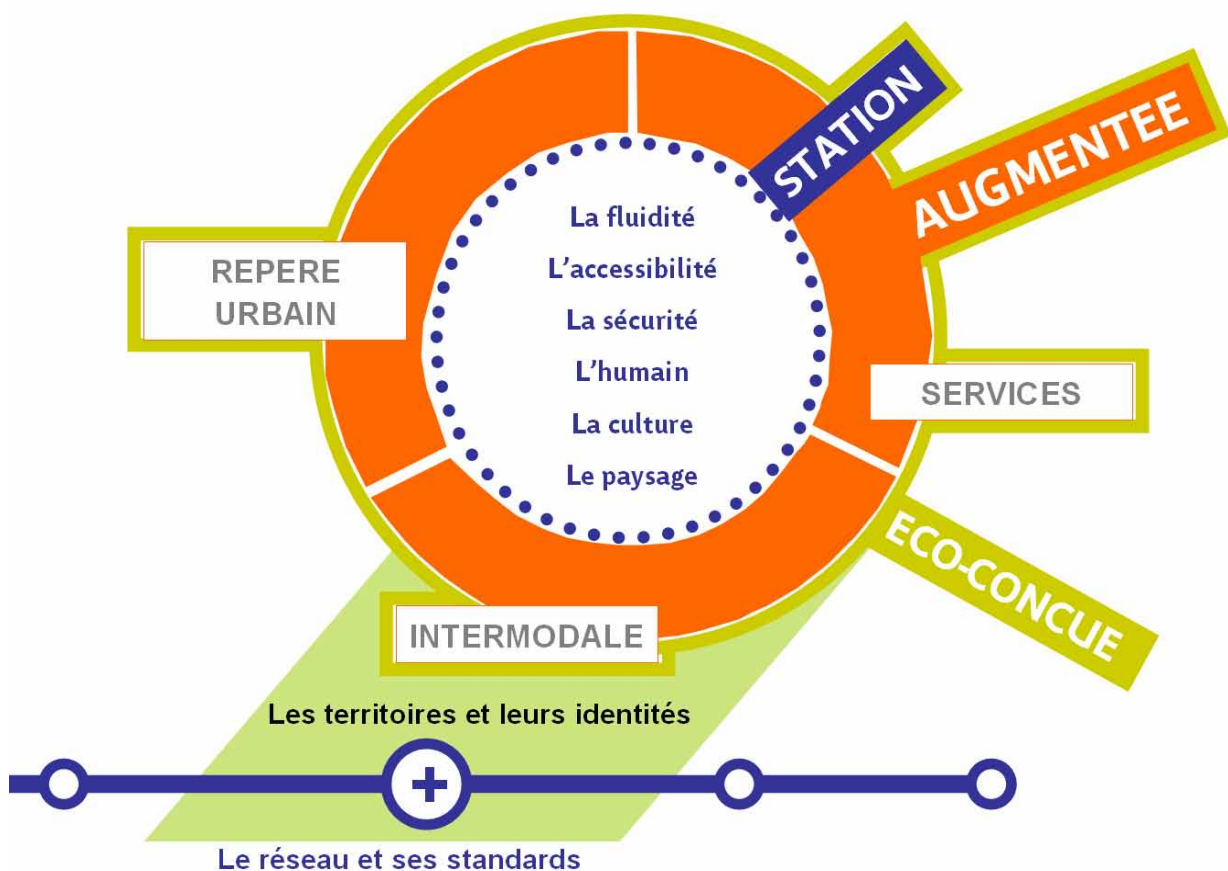 STATION
AUGMENTEE
La fluidité
L'accessibilité
REPERE
URBAIN
La sécurité
L'humain
SERVICES
La culture
Le paysage
ECO-CONCUE
INTERMODALE
Les territoires et leurs identités
+
Le réseau et ses standards